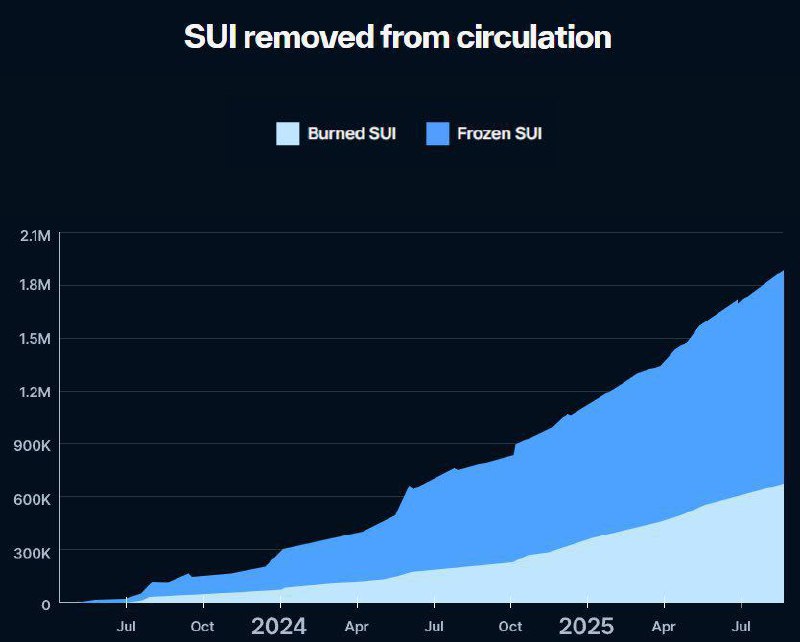 SUI removed from circulation
Burned SUI Frozen SUI
2.1M
1.8M
1.5M
1.2M
900K
600K
300K
0
Jul Oct 2024 Apr Jul Oct 2025 Apr Jul